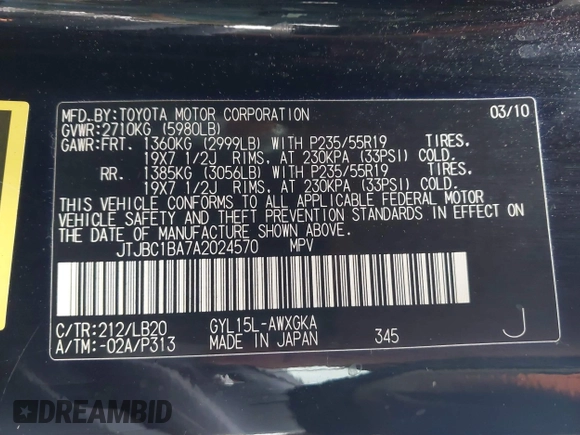 MFD.BY:TOYOTA MOTOR CORPORATION 03/10
GVWR:2710KG (5980LB)
GAWR:FRT. 1360KG (2999LB) WITH P235/55R19 TIRES.
19X7 1/2J RIMS, AT 230KPA (33PSI) COLD.
RR. 1385KG (3056LB) WITH P235/55R19 TIRES.
19X7 1/2J RIMS, AT 230KPA (33PSI) COLD.
THIS VEHICLE CONFORMS TO ALL APPLICABLE FEDERAL MOTOR
VEHICLE SAFETY AND THEFT PREVENTION STANDARDS IN EFFECT ON
THE DATE OF MANUFACTURE SHOWN ABOVE.
JTJBC1BA7A2024570 MPV
C/TR:212/LB20 GYL15L-AWXGKA
A/TM:-02A/P313 MADE IN JAPAN 345 J
DREAMBID